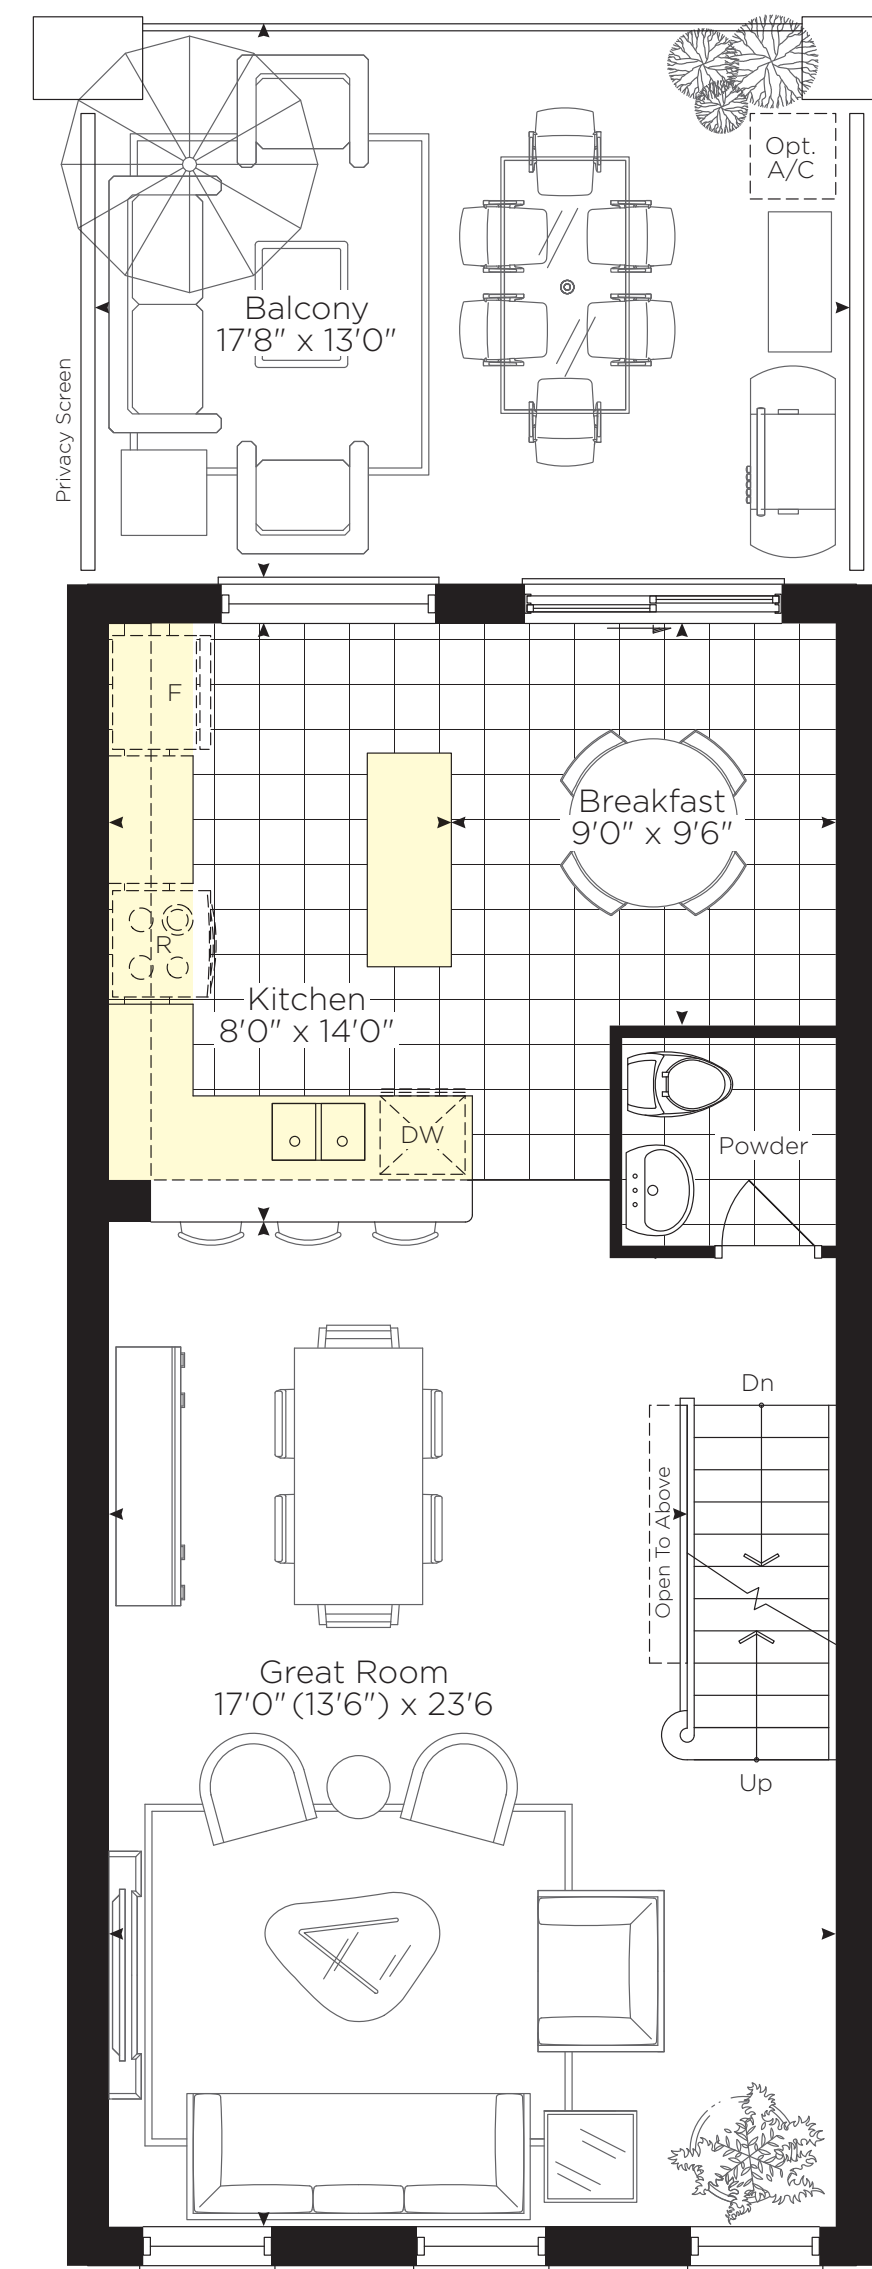 Opt.
A/C
Balcony
17'8" x 13'0"
Privacy Screen
F
Breakfast
9'0" x 9'6"
R
Kitchen
8'0" x 14'0"
DW
Powder
Dn
Open To Above
Great Room
17'0" (13'6") x 23'6
Up